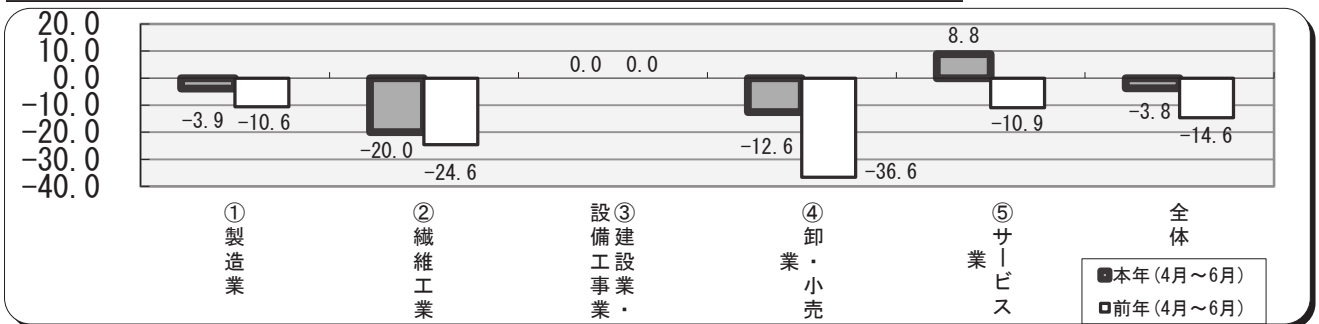 20.0
10.0
0.0
-10.0
-20.0
-30.0
-40.0
-3.9
-10.6
-20.0
-24.6
0.0
0.0
-12.6
-36.6
8.8
-10.9
-3.8
-14.6
①製造業
②繊維工業
③建設業・
設備工事業
④卸・小売
業
⑤サービス
業
全体
本年(4月～6月)
前年(4月～6月)